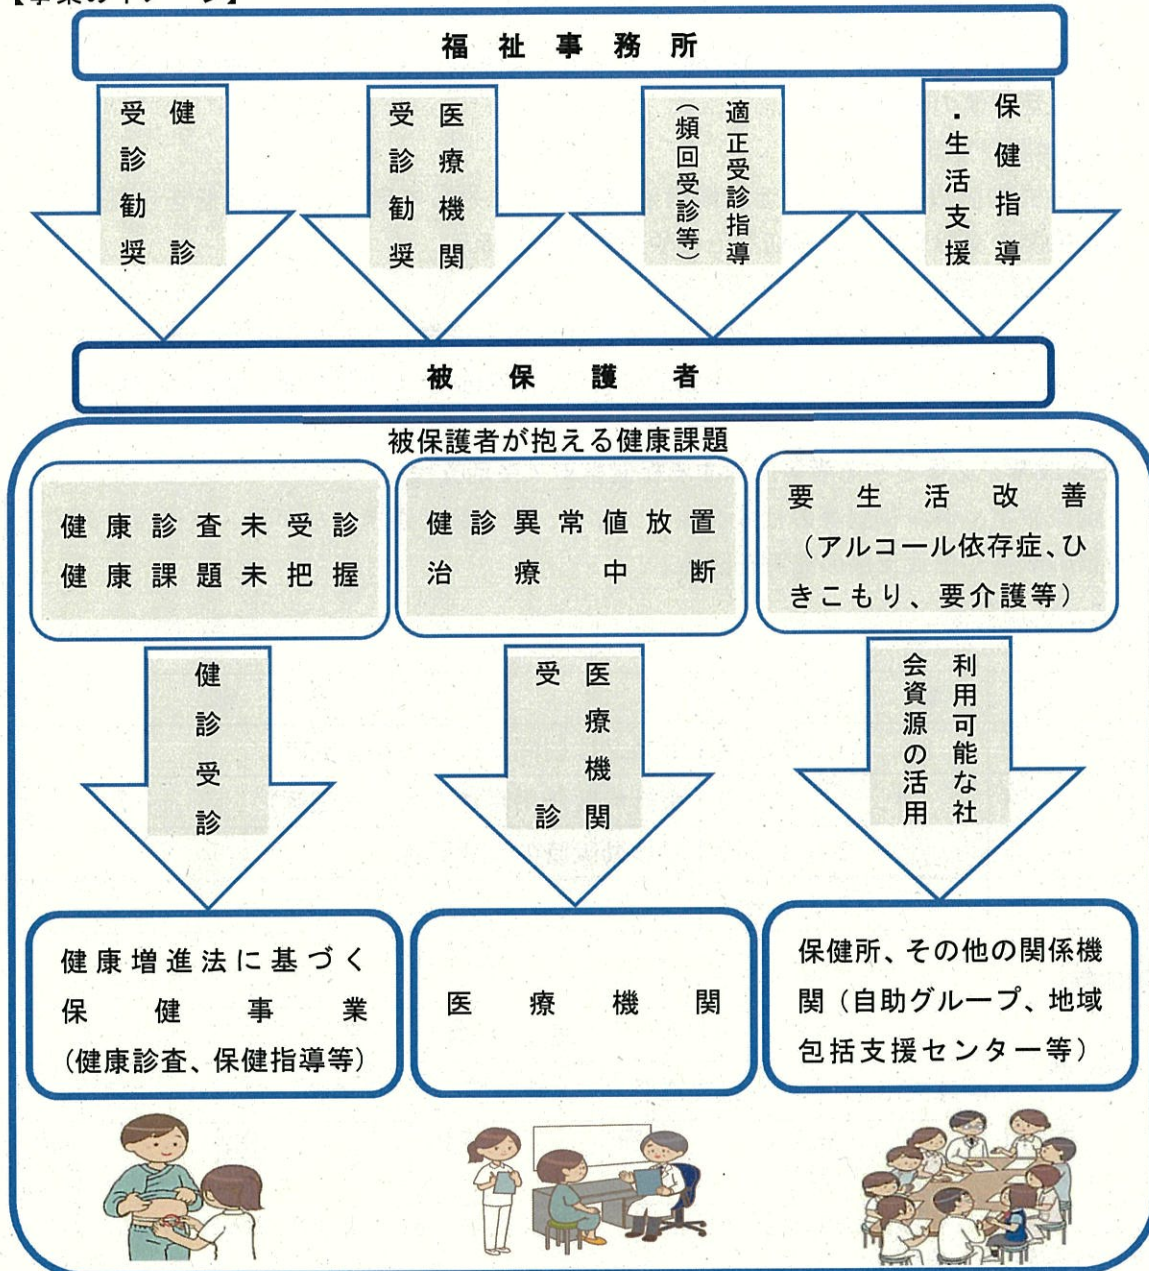 【事業のイメージ】
福祉事務所
健診
受診勧奨
医療機関
受診勧奨
適正受診指導
（頻回受診等）
保健指導
・生活支援
被保護者
被保護者が抱える健康課題
健康診査未受診
健康課題未把握
健診異常値放置
治療中断
要生活改善
（アルコール依存症、ひ
きこもり、要介護等）
健診受診
医療機関
受診
利用可能な社
会資源の活用
健康増進法に基づく
保健事業
(健康診査、保健指導等)
医療機関
保健所、その他の関係機
関（自助グループ、地域
包括支援センター等）